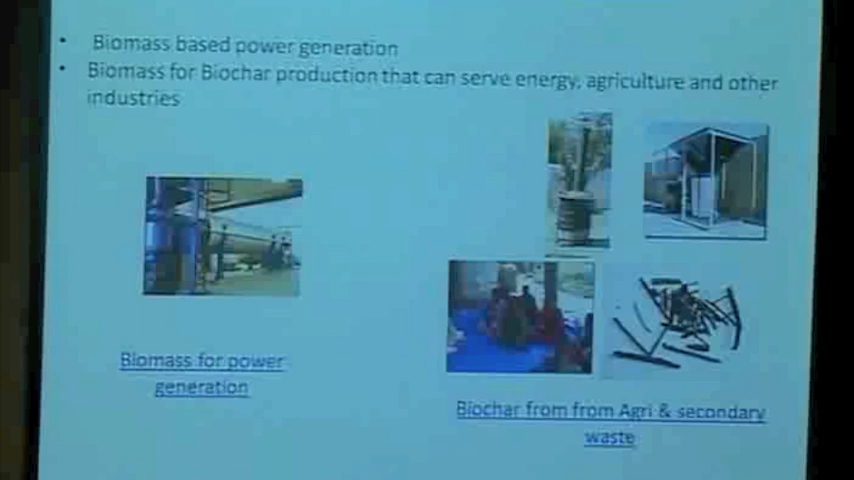 • Biomass based power generation
• Biomass for Biochar production that can serve energy, agriculture and other
industries
Biomass for power
generation
Biochar from from Agri & secondary
waste